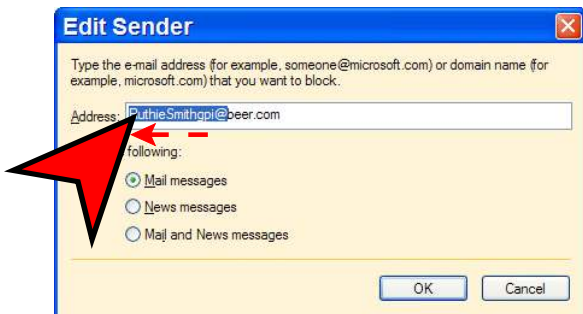 Edit Sender
Type the e-mail address (for example, someone@microsoft.com) or domain name (for
example, microsoft.com) that you want to block.
Address: RuthieSmithgpi@beer.com
following:
Mail messages
News messages
Mail and News messages
OK Cancel